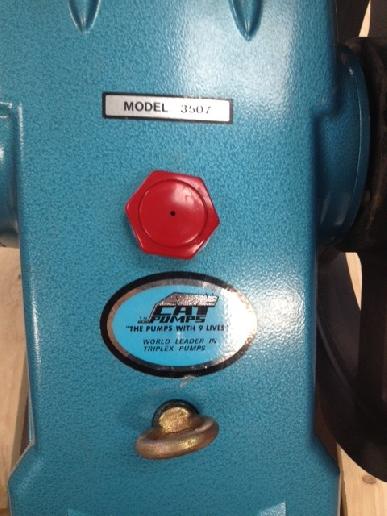 MODEL 3507
CAT
PUMPS
"THE PUMPS WITH 9 LIVES"
WORLD LEADER IN
TRIPLEX PUMPS